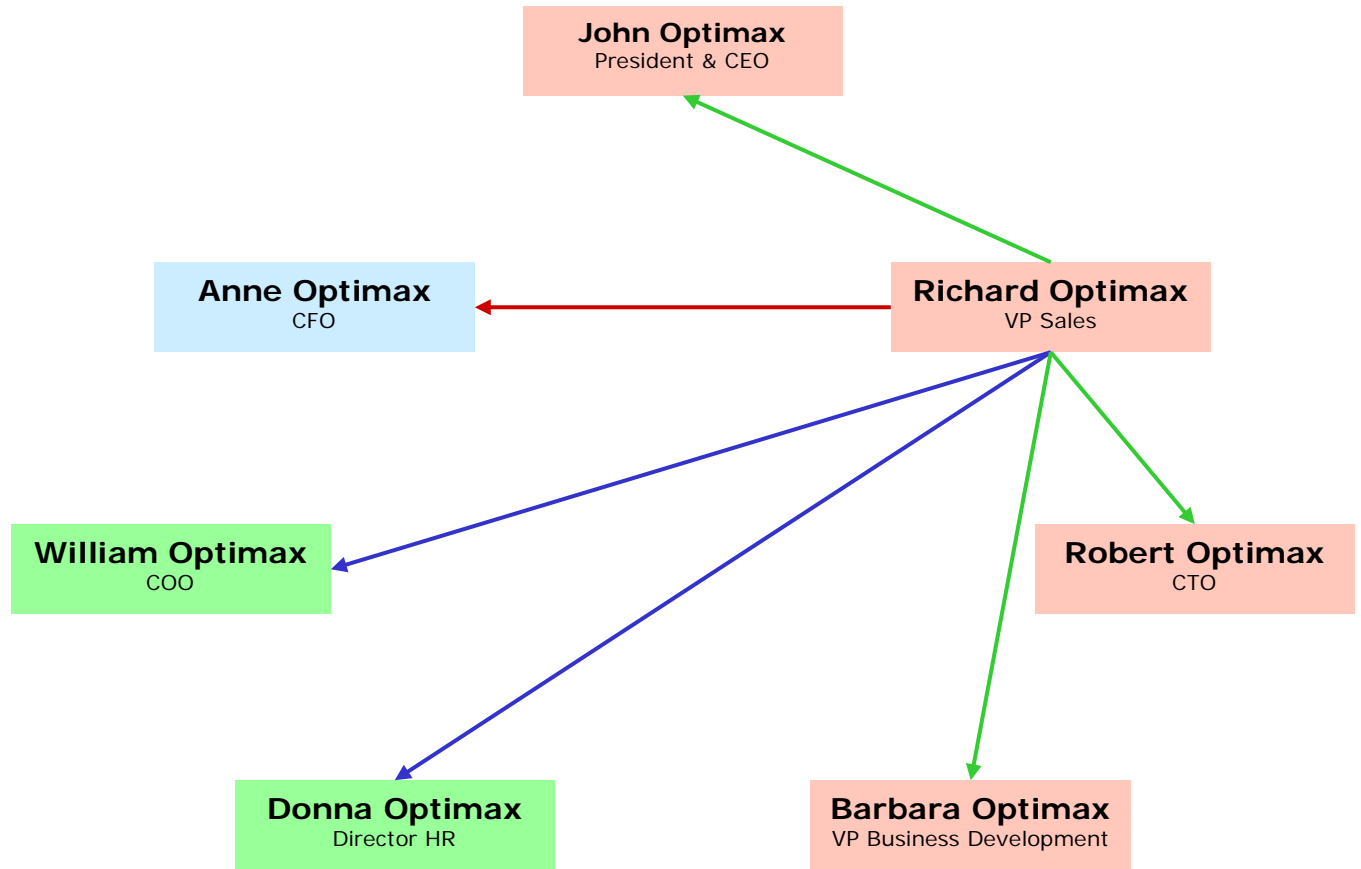 John Optimax
President & CEO
Anne Optimax
CFO
Richard Optimax
VP Sales
William Optimax
COO
Robert Optimax
CTO
Donna Optimax
Director HR
Barbara Optimax
VP Business Development